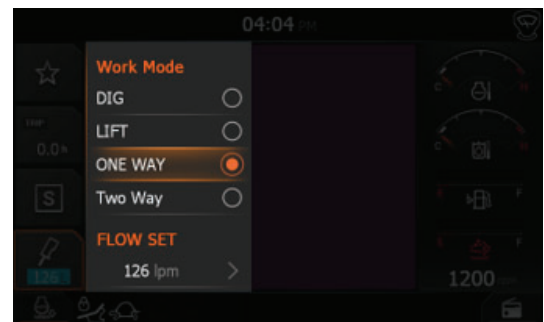 04:04 PM
Work Mode
DIG
LIFT
ONE WAY
Two Way
FLOW SET
126 lpm
0.0 h
S
126
C
H
C
H
E
F
E
F
1200 rpm